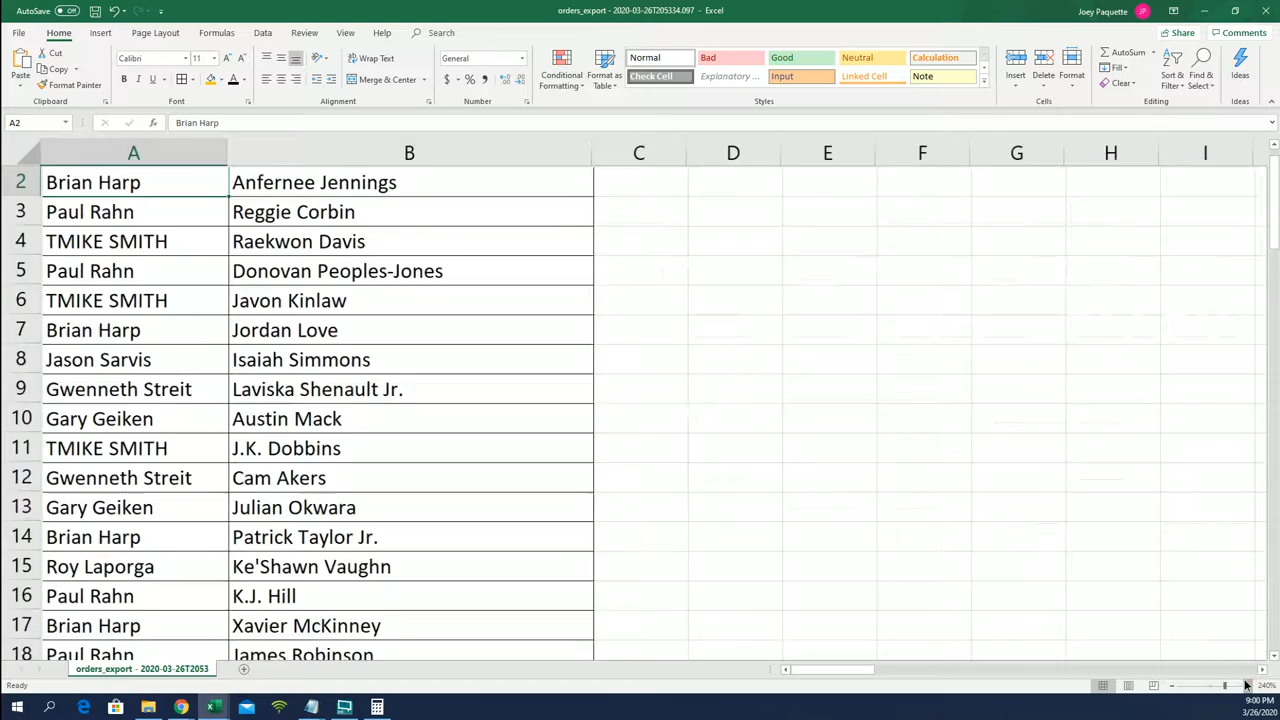 AutoSave Off orders_export - 2020-03-26T205334.097 - Excel Joey Paquette JP
File Home Insert Page Layout Formulas Data Review View Help Search Share Comments
Paste Cut Copy Format Painter Clipboard
Calibri 11 B I U A A A Font
Wrap Text Merge & Center Alignment
General $ % , Number
Conditional Formatting Format as Table
Normal Bad Good Neutral Calculation
Check Cell Explanatory ... Input Linked Cell Note
Styles
Insert Delete Format Cells
AutoSum Fill Clear Sort & Filter Find & Select Editing
Ideas Ideas
A2 fx Brian Harp
A B C D E F G H I
2 Brian Harp Anfernee Jennings
3 Paul Rahn Reggie Corbin
4 TMIKE SMITH Raekwon Davis
5 Paul Rahn Donovan Peoples-Jones
6 TMIKE SMITH Javon Kinlaw
7 Brian Harp Jordan Love
8 Jason Sarvis Isaiah Simmons
9 Gwenneth Streit Laviska Shenault Jr.
10 Gary Geiken Austin Mack
11 TMIKE SMITH J.K. Dobbins
12 Gwenneth Streit Cam Akers
13 Gary Geiken Julian Okwara
14 Brian Harp Patrick Taylor Jr.
15 Roy Laporga Ke'Shawn Vaughn
16 Paul Rahn K.J. Hill
17 Brian Harp Xavier McKinney
18 Paul Rahn James Robinson
orders_export - 2020-03-26T2053
Ready 240%
9:00 PM
3/26/2020